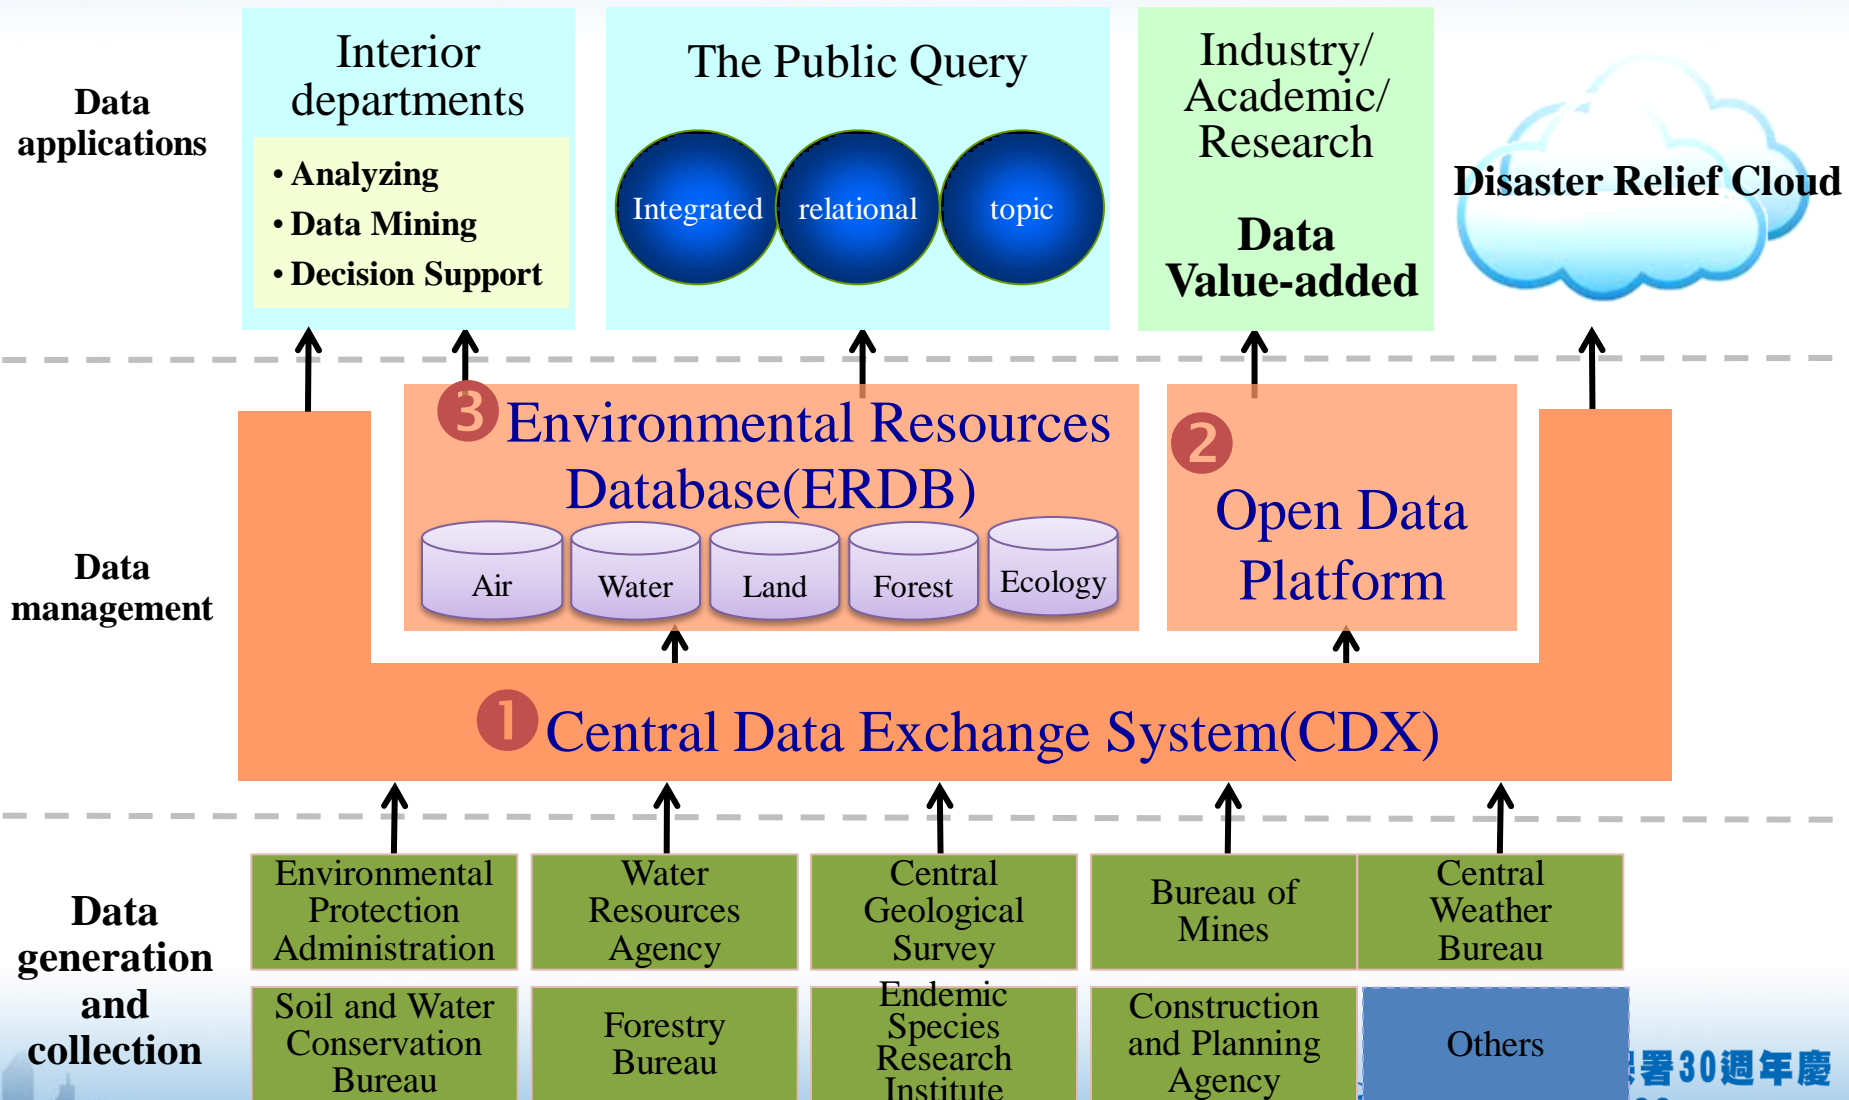 Data
applications
Interior
departments
• Analyzing
• Data Mining
• Decision Support
The Public Query
Integrated
relational
topic
Industry/
Academic/
Research
Data
Value-added
Disaster Relief Cloud
Data
management
❸ Environmental Resources
Database(ERDB)
Air
Water
Land
Forest
Ecology
❷
Open Data
Platform
❶ Central Data Exchange System(CDX)
Data
generation
and
collection
Environmental
Protection
Administration
Water
Resources
Agency
Central
Geological
Survey
Bureau of
Mines
Central
Weather
Bureau
Soil and Water
Conservation
Bureau
Forestry
Bureau
Endemic
Species
Research
Institute
Construction
and Planning
Agency
Others
署30週年慶